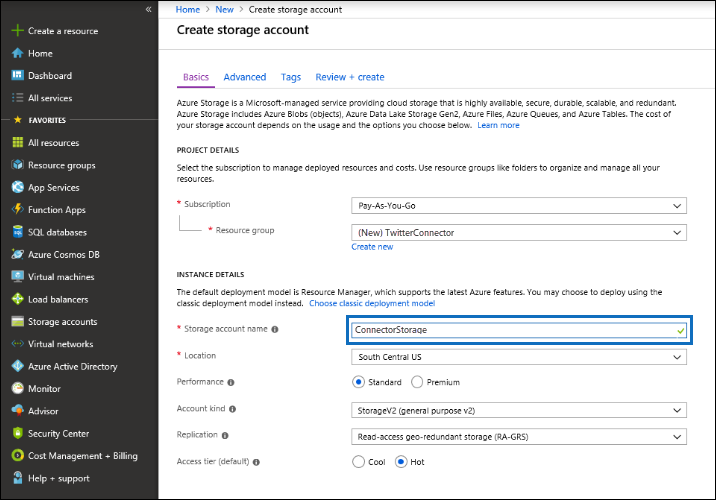 «
Create a resource
Home
Dashboard
All services
FAVORITES
All resources
Resource groups
App Services
Function Apps
SQL databases
Azure Cosmos DB
Virtual machines
Load balancers
Storage accounts
Virtual networks
Azure Active Directory
Monitor
Advisor
Security Center
Cost Management + Billing
Help + support
Home > New > Create storage account
Create storage account
Basics Advanced Tags Review + create
Azure Storage is a Microsoft-managed service providing cloud storage that is highly available, secure, durable, scalable, and redundant.
Azure Storage includes Azure Blobs (objects), Azure Data Lake Storage Gen2, Azure Files, Azure Queues, and Azure Tables. The cost of
your storage account depends on the usage and the options you choose below. Learn more
PROJECT DETAILS
Select the subscription to manage deployed resources and costs. Use resource groups like folders to organize and manage all your
resources.
* Subscription Pay-As-You-Go
* Resource group (New) TwitterConnector
Create new
INSTANCE DETAILS
The default deployment model is Resource Manager, which supports the latest Azure features. You may choose to deploy using the
classic deployment model instead. Choose classic deployment model
* Storage account name ConnectorStorage
* Location South Central US
Performance Standard Premium
Account kind StorageV2 (general purpose v2)
Replication Read-access geo-redundant storage (RA-GRS)
Access tier (default) Cool Hot